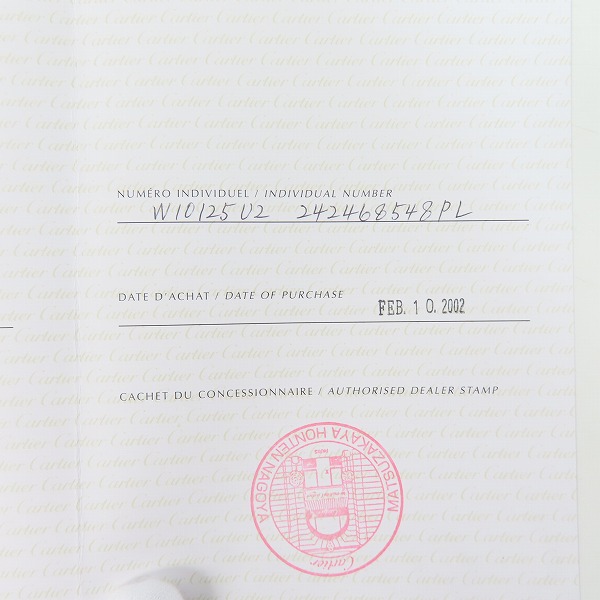 NUMÉRO INDIVIDUEL / INDIVIDUAL NUMBER
W10125U2 242468548PL
DATE D'ACHAT / DATE OF PURCHASE
FEB. 10. 2002
CACHET DU CONCESSIONNAIRE / AUTHORISED DEALER STAMP
MATSUZAKAYA HONTEN NAGOYA
Cartier